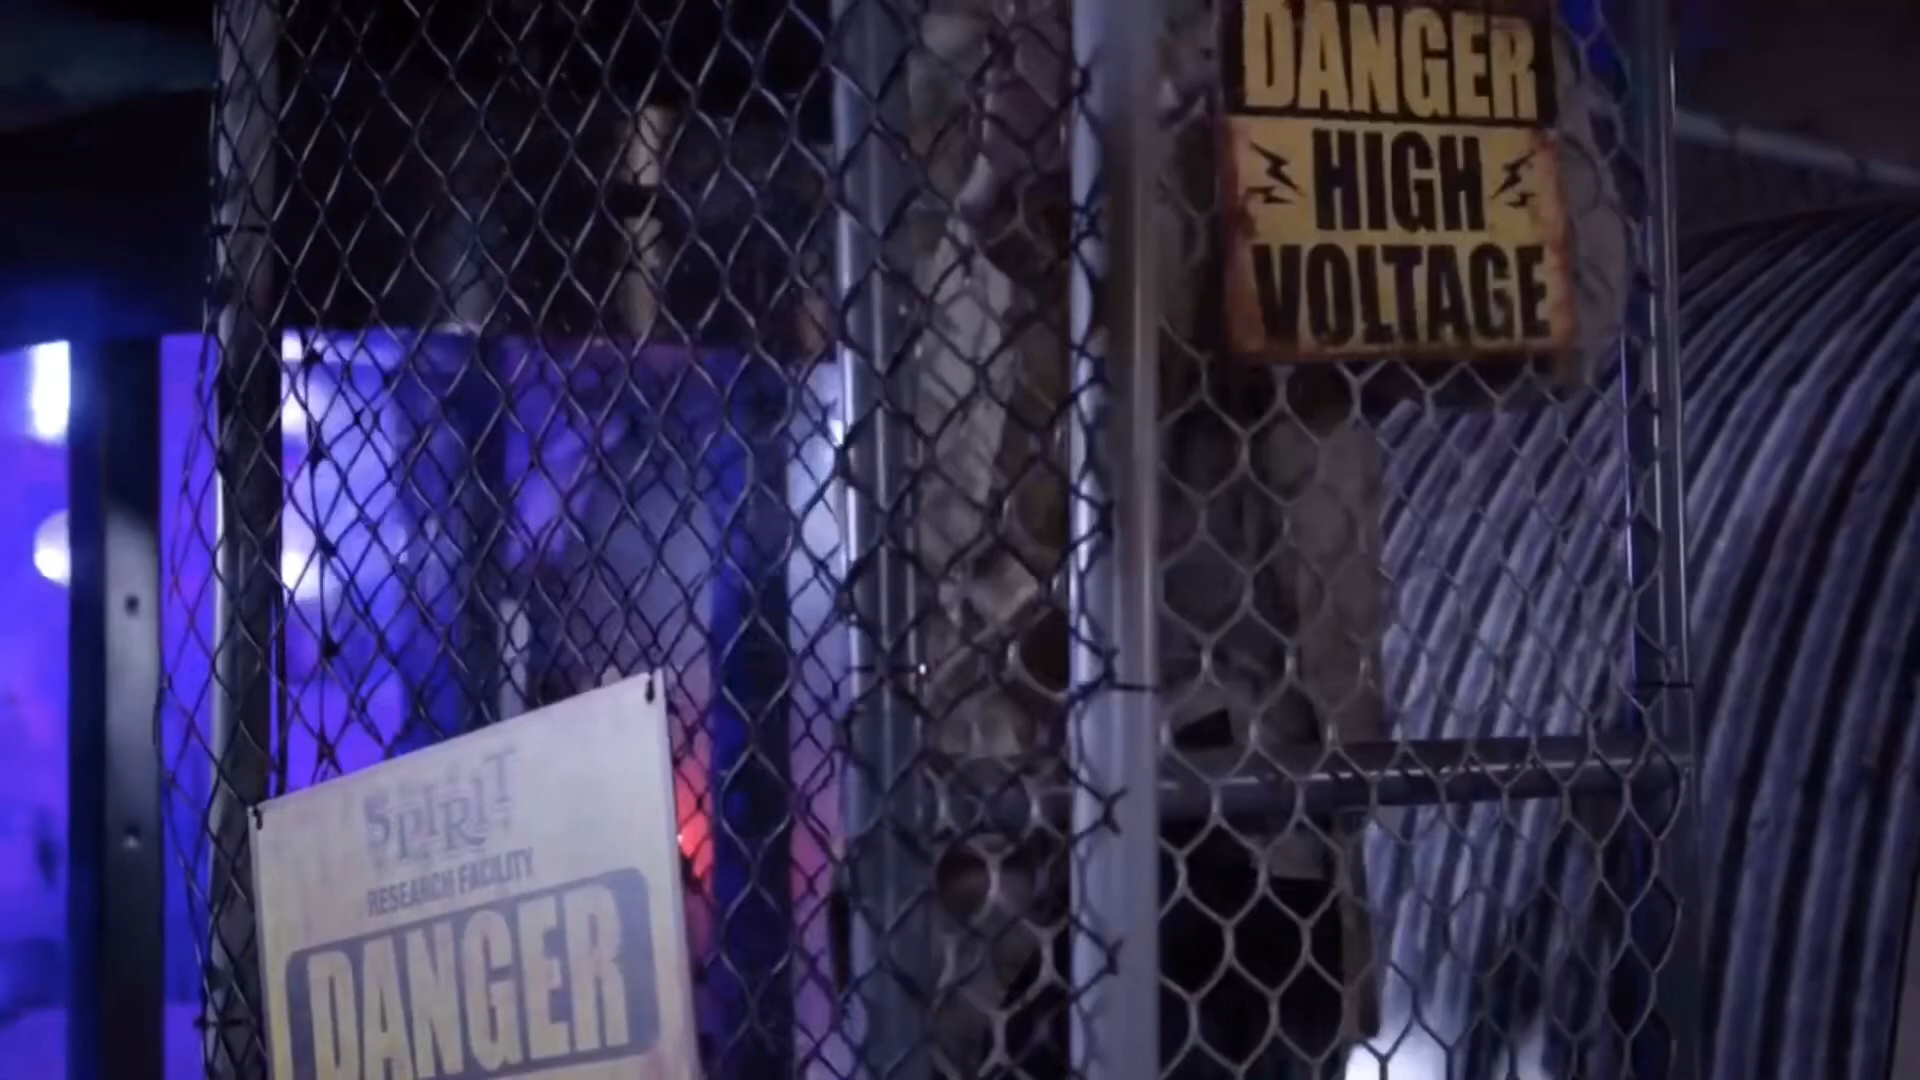 DANGER
HIGH
VOLTAGE
SPIRIT
RESEARCH FACILITY
DANGER